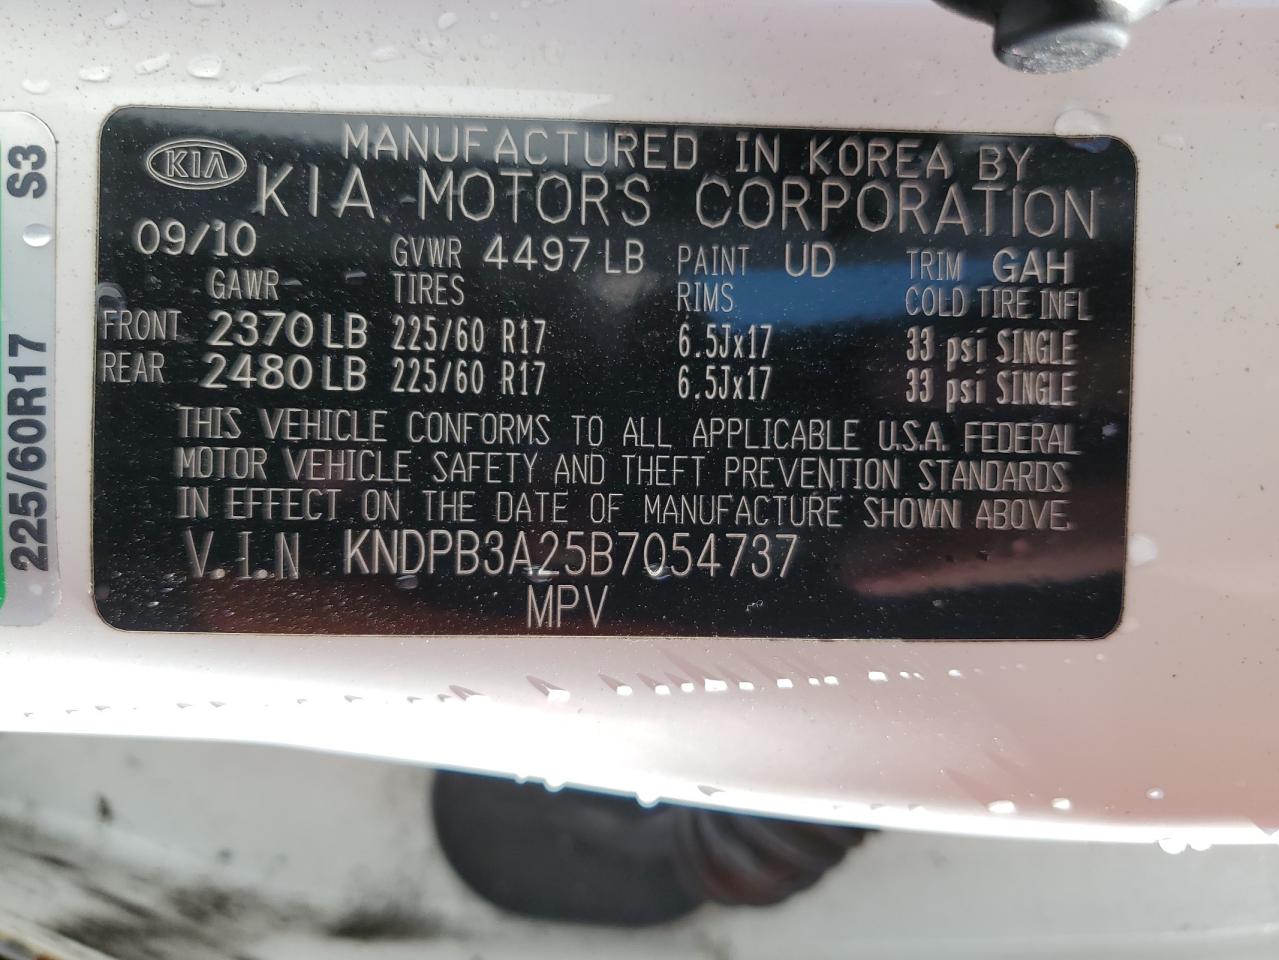 225/60R17 S3
KIA
MANUFACTURED IN KOREA BY
KIA MOTORS CORPORATION
09/10 GVWR 4497 LB PAINT UD TRIM GAH
GAWR TIRES RIMS COLD TIRE INFL
FRONT 2370 LB 225/60 R17 6.5Jx17 33 psi SINGLE
REAR 2480 LB 225/60 R17 6.5Jx17 33 psi SINGLE
THIS VEHICLE CONFORMS TO ALL APPLICABLE U.S.A. FEDERAL
MOTOR VEHICLE SAFETY AND THEFT PREVENTION STANDARDS
IN EFFECT ON THE DATE OF MANUFACTURE SHOWN ABOVE.
V.I.N KNDPB3A25B7054737
MPV